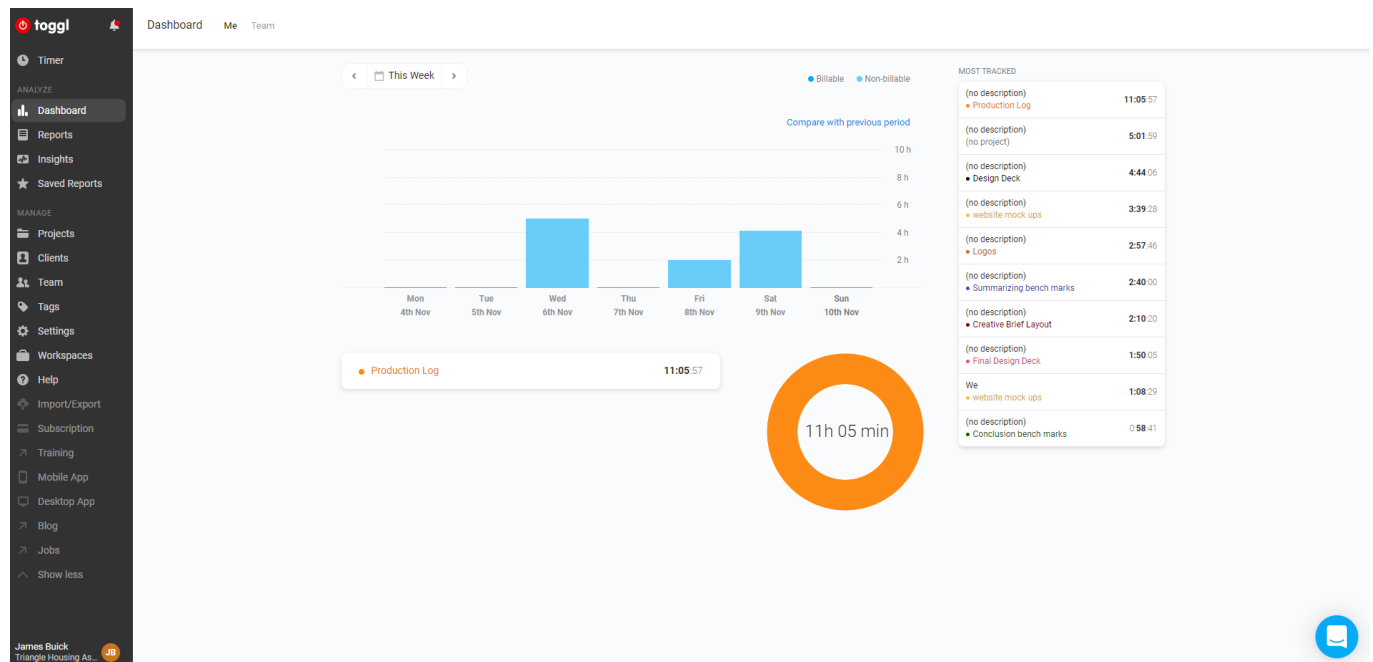 toggl
Timer
ANALYZE
Dashboard
Reports
Insights
Saved Reports
MANAGE
Projects
Clients
Team
Tags
Settings
Workspaces
Help
Import/Export
Subscription
Training
Mobile App
Desktop App
Blog
Jobs
Show less
James Buick
Triangle Housing As...
JB
Dashboard Me Team
This Week
Billable Non-billable
Compare with previous period
10 h
8 h
6 h
4 h
2 h
Mon Tue Wed Thu Fri Sat Sun
4th Nov 5th Nov 6th Nov 7th Nov 8th Nov 9th Nov 10th Nov
Production Log 11:05:57
11h 05 min
MOST TRACKED
(no description)
Production Log 11:05:57
(no description)
(no project) 5:01:59
(no description)
Design Deck 4:44:06
(no description)
website mock ups 3:39:28
(no description)
Logos 2:57:46
(no description)
Summarizing bench marks 2:40:00
(no description)
Creative Brief Layout 2:10:20
(no description)
Final Design Deck 1:50:05
We
website mock ups 1:08:29
(no description)
Conclusion bench marks 0:58:41